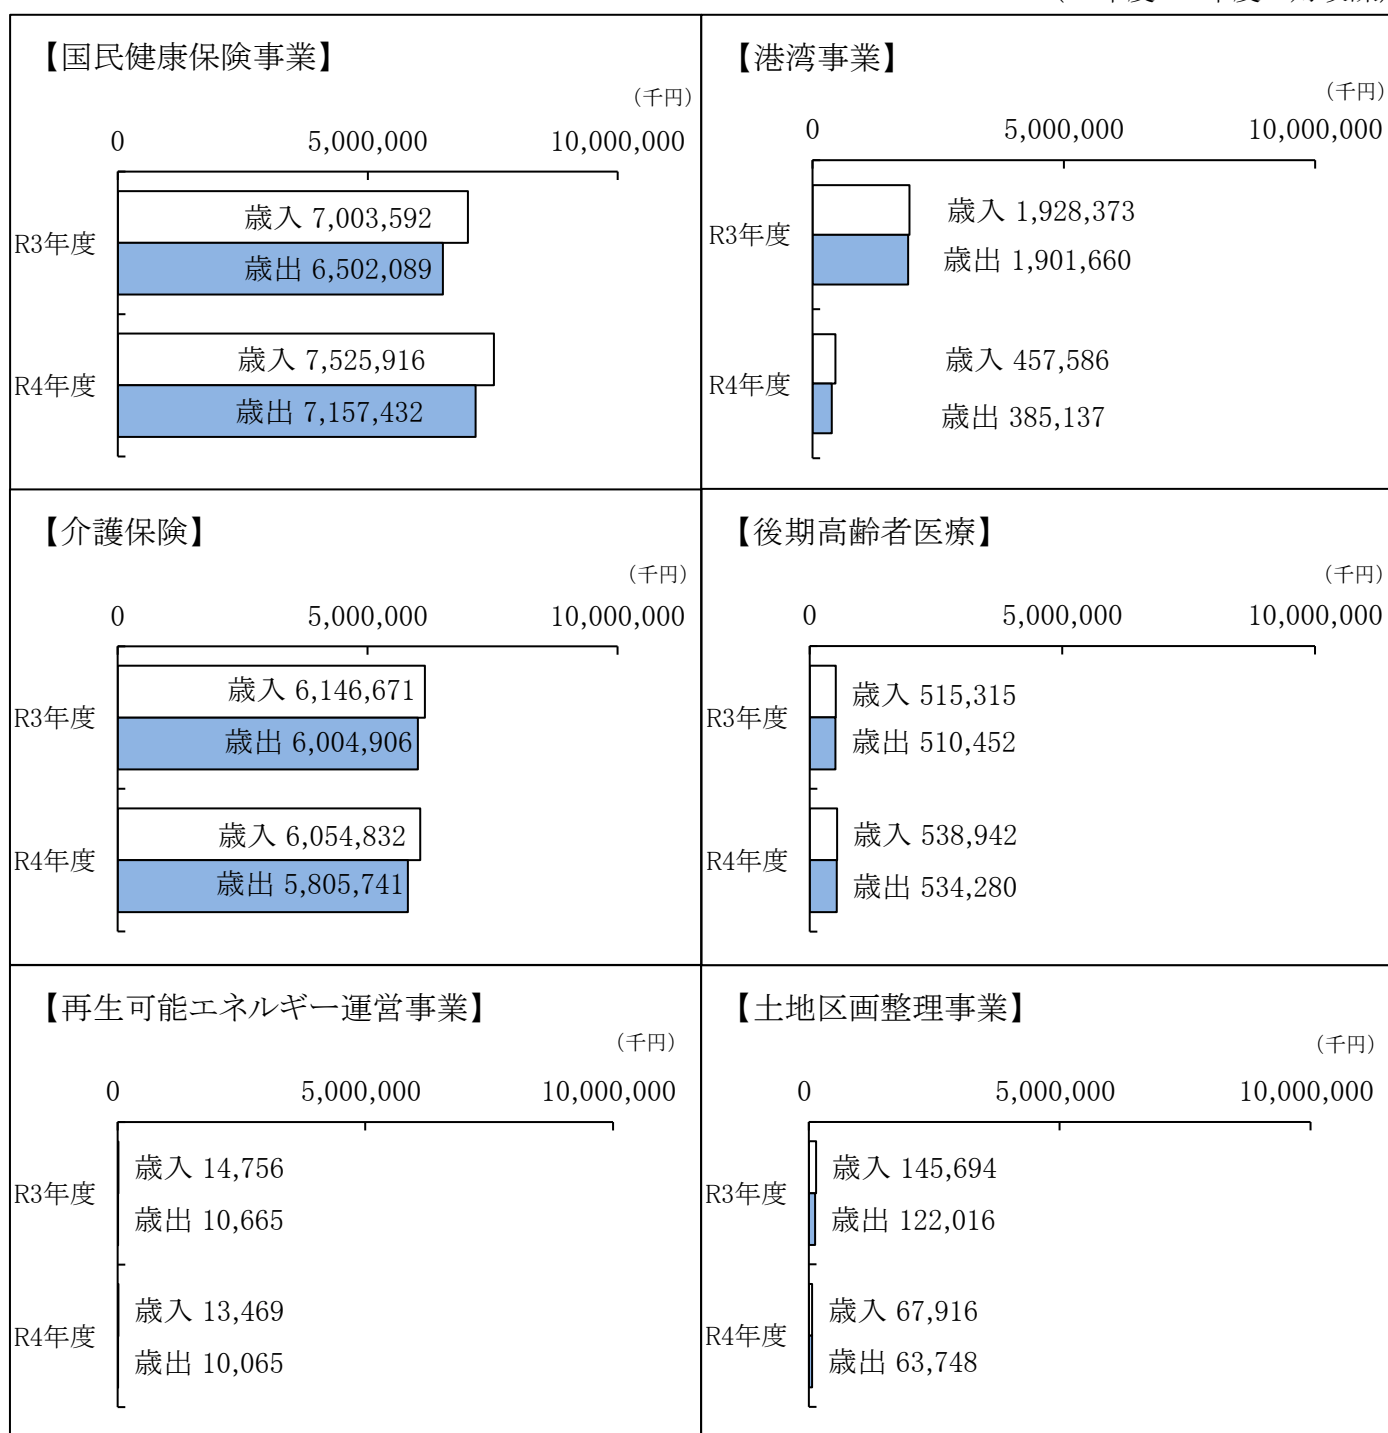 【国民健康保険事業】
(千円)
0 5,000,000 10,000,000
R3年度
歳入 7,003,592
歳出 6,502,089
R4年度
歳入 7,525,916
歳出 7,157,432
【港湾事業】
(千円)
0 5,000,000 10,000,000
R3年度
歳入 1,928,373
歳出 1,901,660
R4年度
歳入 457,586
歳出 385,137
【介護保険】
(千円)
0 5,000,000 10,000,000
R3年度
歳入 6,146,671
歳出 6,004,906
R4年度
歳入 6,054,832
歳出 5,805,741
【後期高齢者医療】
(千円)
0 5,000,000 10,000,000
R3年度
歳入 515,315
歳出 510,452
R4年度
歳入 538,942
歳出 534,280
【再生可能エネルギー運営事業】
(千円)
0 5,000,000 10,000,000
R3年度
歳入 14,756
歳出 10,665
R4年度
歳入 13,469
歳出 10,065
【土地区画整理事業】
(千円)
0 5,000,000 10,000,000
R3年度
歳入 145,694
歳出 122,016
R4年度
歳入 67,916
歳出 63,748